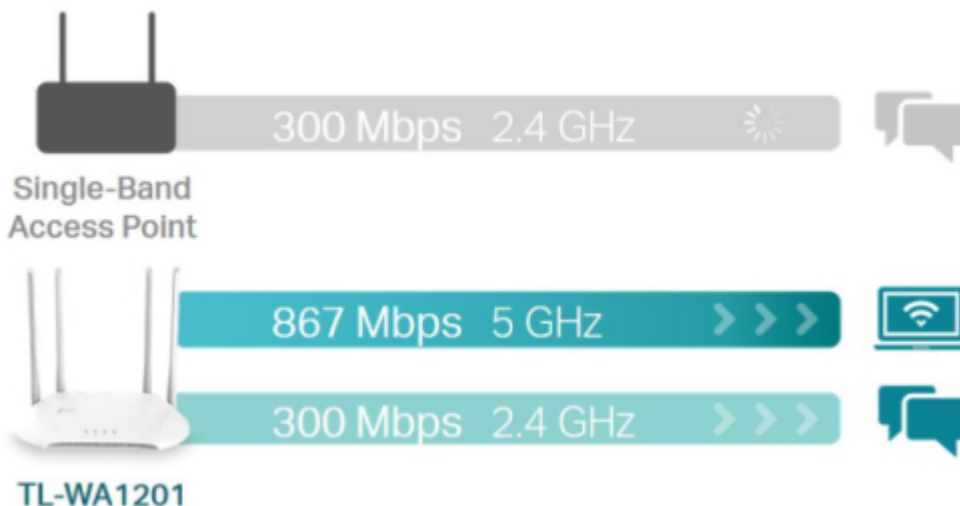 300 Mbps 2.4 GHz
Single-Band
Access Point
867 Mbps 5 GHz
300 Mbps 2.4 GHz
TL-WA1201